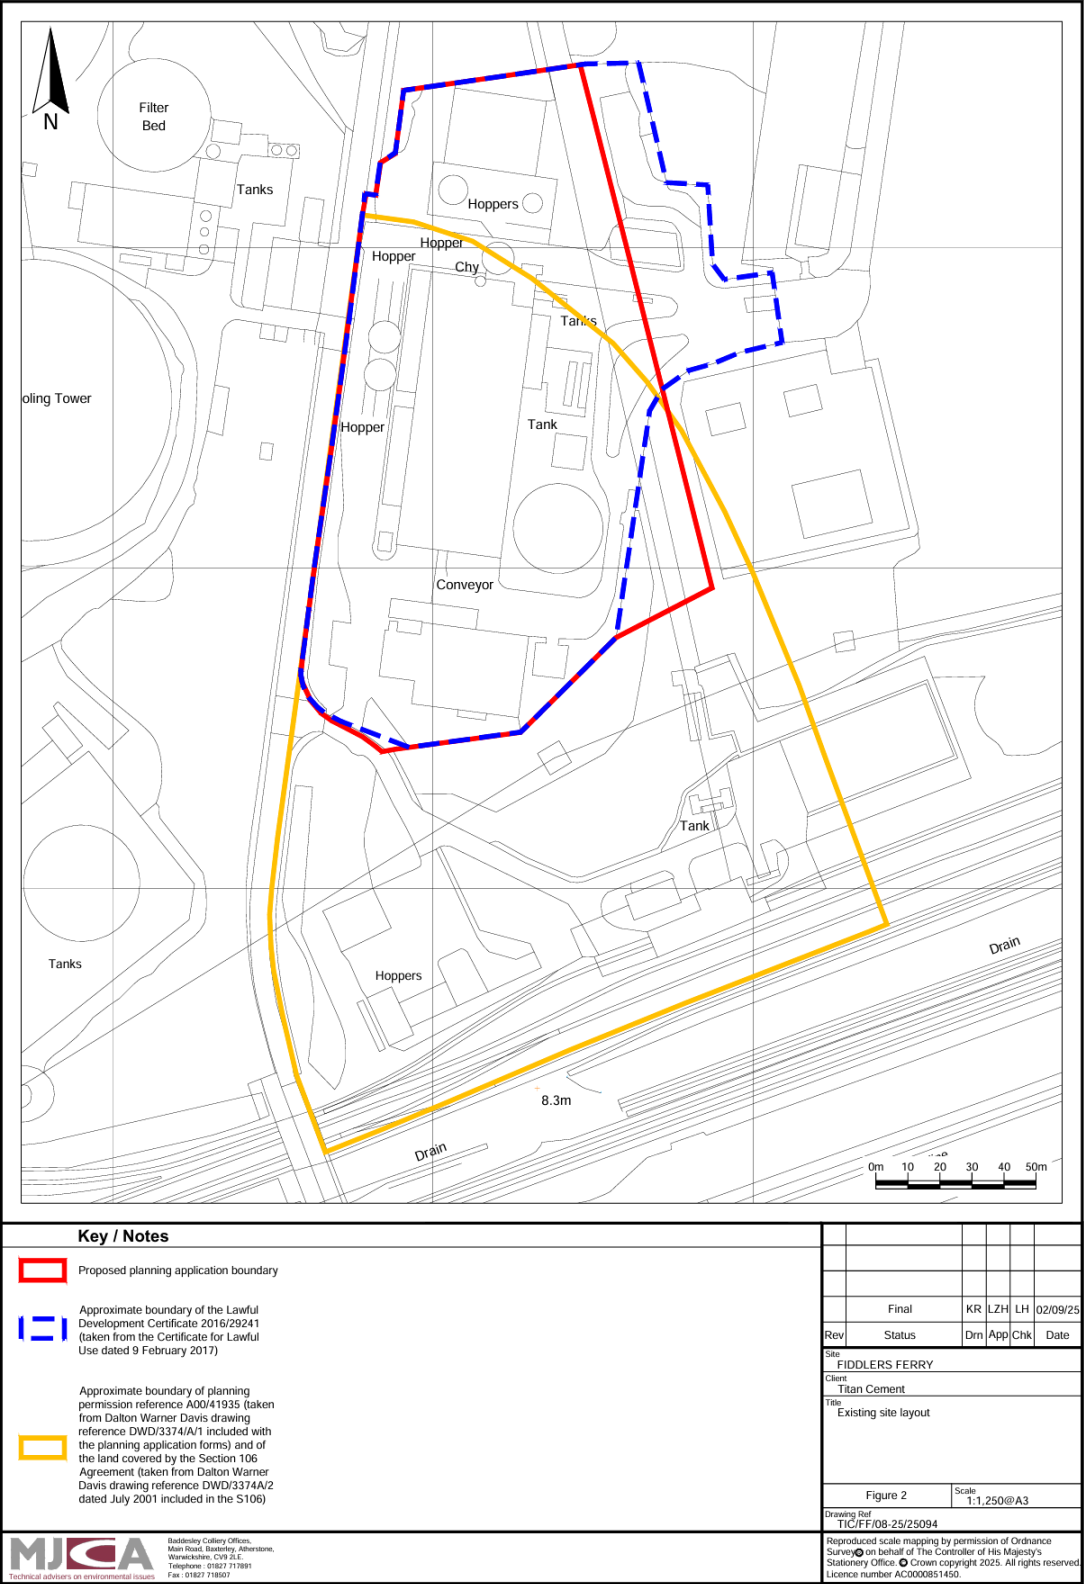 N
Filter
Bed
Tanks
Hoppers
Hopper
Hopper
Chy
Tanks
oling Tower
Hopper
Tank
Conveyor
Tank
Tanks
Hoppers
Drain
8.3m
Drain
0m 10 20 30 40 50m
Key / Notes
Proposed planning application boundary
Approximate boundary of the Lawful
Development Certificate 2016/29241
(taken from the Certificate for Lawful
Use dated 9 February 2017)
Approximate boundary of planning
permission reference A00/41935 (taken
from Dalton Warner Davis drawing
reference DWD/3374/A/1 included with
the planning application forms) and of
the land covered by the Section 106
Agreement (taken from Dalton Warner
Davis drawing reference DWD/3374A/2
dated July 2001 included in the S106)
Final KR LZH LH 02/09/25
Rev Status Drn App Chk Date
Site
FIDDLERS FERRY
Client
Titan Cement
Title
Existing site layout
Figure 2
Scale
1:1,250@A3
Drawing Ref
TIC/FF/08-25/25094
MJCA
Technical advisers on environmental issues
Baddesley Colliery Offices,
Main Road, Baxterley, Atherstone,
Warwickshire, CV9 2LE.
Telephone : 01827 717891
Fax : 01827 718507
Reproduced scale mapping by permission of Ordnance
Survey© on behalf of The Controller of His Majesty's
Stationery Office. © Crown copyright 2025. All rights reserved.
Licence number AC0000851450.